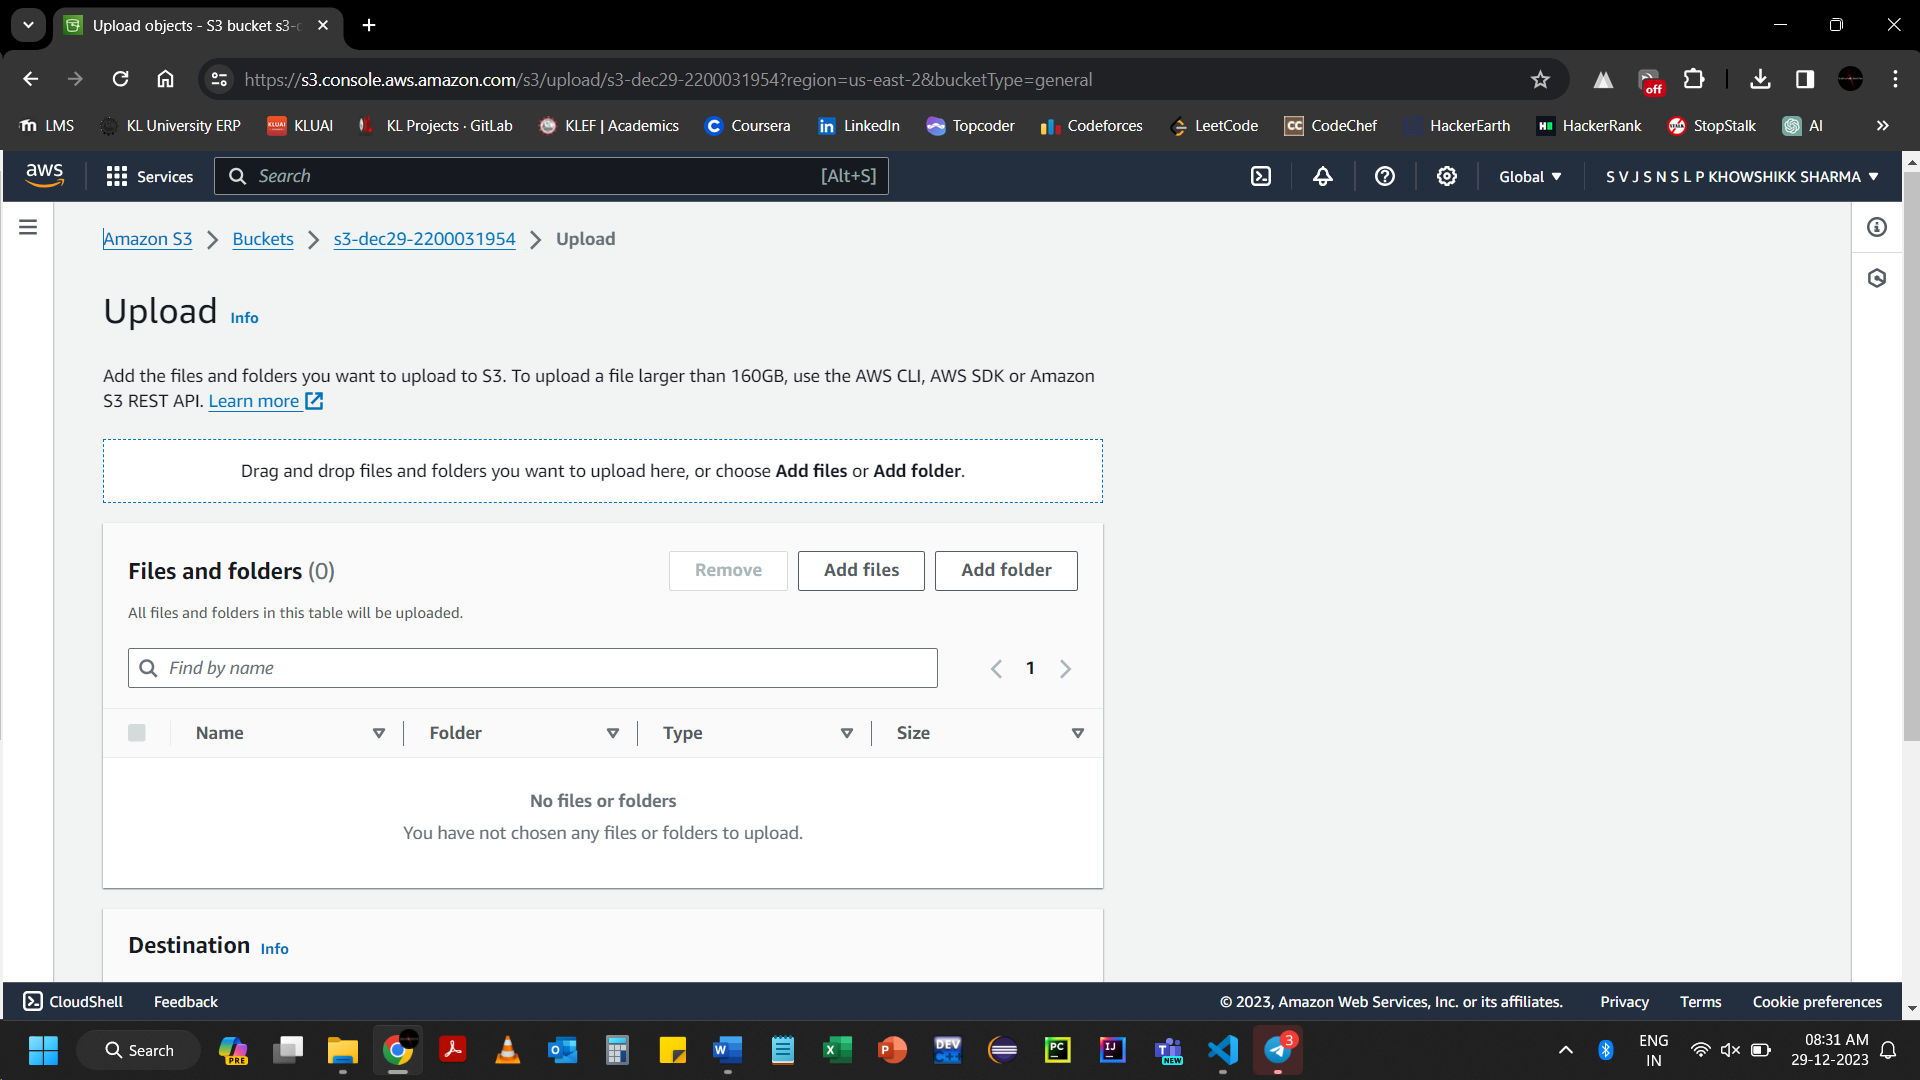 Upload objects - S3 bucket s3-d
https://s3.console.aws.amazon.com/s3/upload/s3-dec29-2200031954?region=us-east-2&bucketType=general
off
LMS KL University ERP KLUAI KL Projects · GitLab KLEF | Academics Coursera LinkedIn Topcoder Codeforces LeetCode CodeChef HackerEarth HackerRank StopStalk AI
aws Services Search [Alt+S] Global S V J S N S L P KHOWSHIKK SHARMA
Amazon S3 Buckets s3-dec29-2200031954 Upload
Upload Info
Add the files and folders you want to upload to S3. To upload a file larger than 160GB, use the AWS CLI, AWS SDK or Amazon
S3 REST API. Learn more
Drag and drop files and folders you want to upload here, or choose Add files or Add folder.
Files and folders (0) Remove Add files Add folder
All files and folders in this table will be uploaded.
Find by name 1
Name Folder Type Size
No files or folders
You have not chosen any files or folders to upload.
Destination Info
CloudShell Feedback © 2023, Amazon Web Services, Inc. or its affiliates. Privacy Terms Cookie preferences
Search PRE DEV PC IJ NEW 3 ENG 08:31 AM
IN 29-12-2023